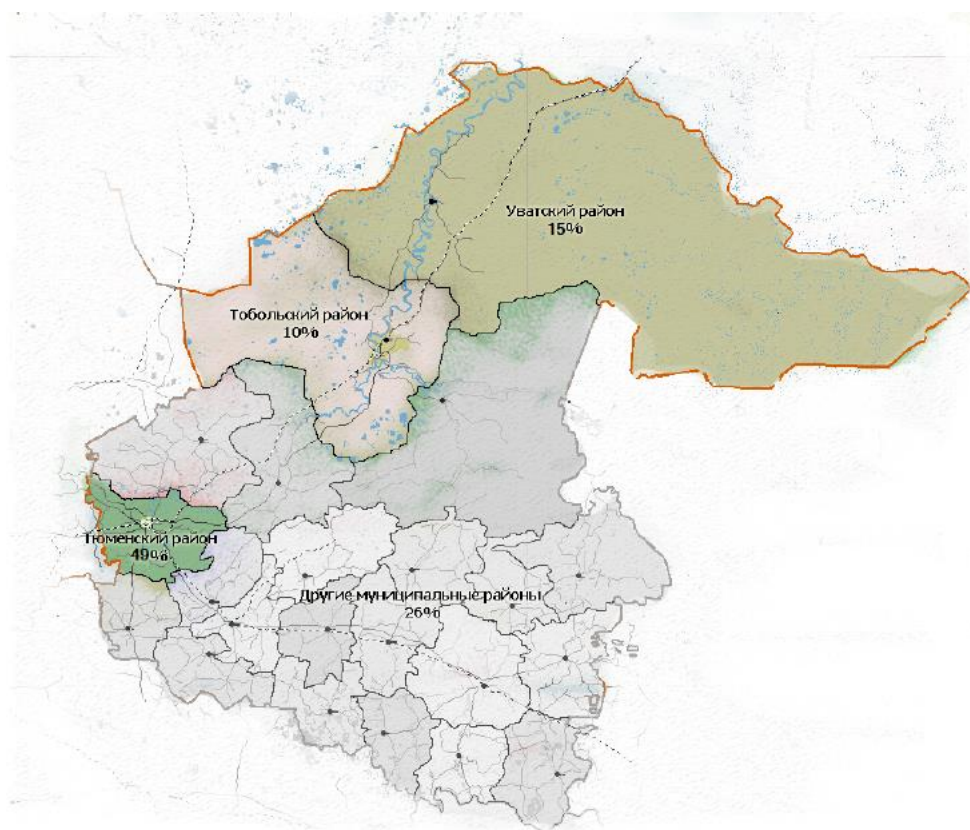 Уватский район
15%
Тобольский район
10%
Тюменский район
49%
Другие муниципальные районы
26%